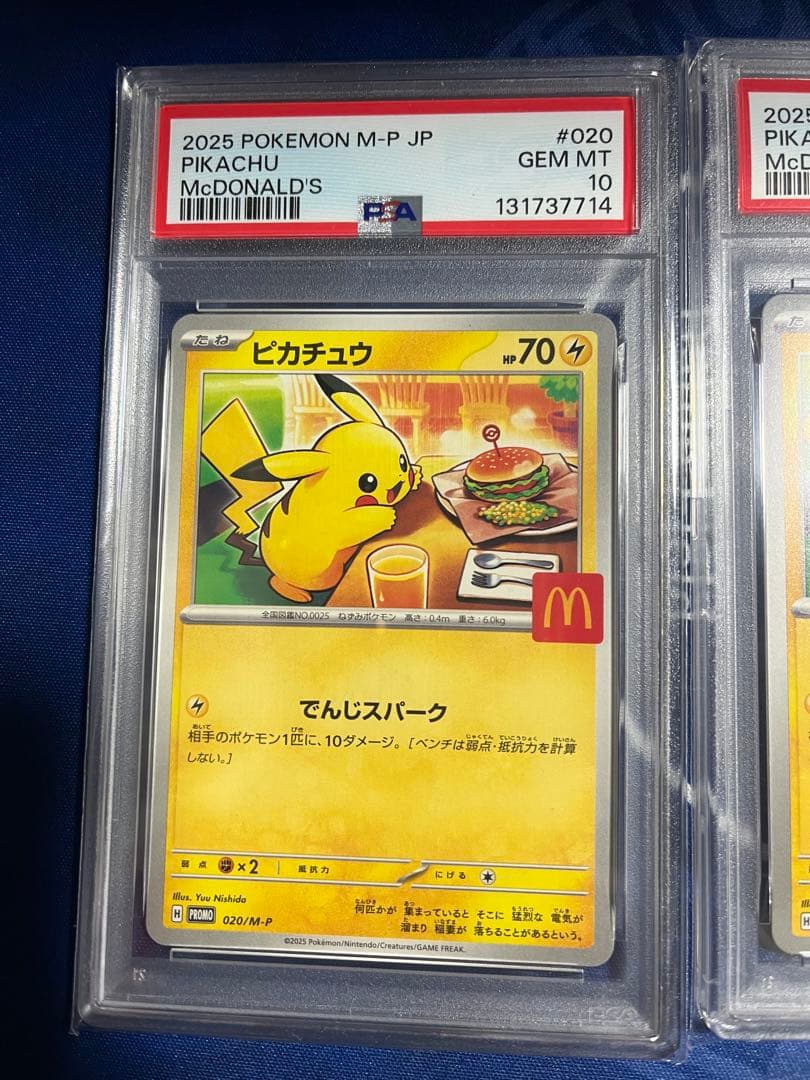 2025 POKEMON M-P JP #020
PIKACHU GEM MT
McDONALD'S 10
PSA 131737714
たね ピカチュウ HP 70
全国図鑑NO.0025 ねずみポケモン 高さ:0.4m 重さ:6.0kg
でんじスパーク
相手のポケモン1匹に、10ダメージ。[ベンチは弱点・抵抗力を計算
しない。]
弱点 ×2 抵抗力 にげる
Illus. Yuu Nishida
何匹かが 集まっていると そこに 猛烈な 電気が
H PROMO 020/M-P 溜まり 稲妻が 落ちることがあるという。
©2025 Pokémon/Nintendo/Creatures/GAME FREAK.
2025
PIKA
McD